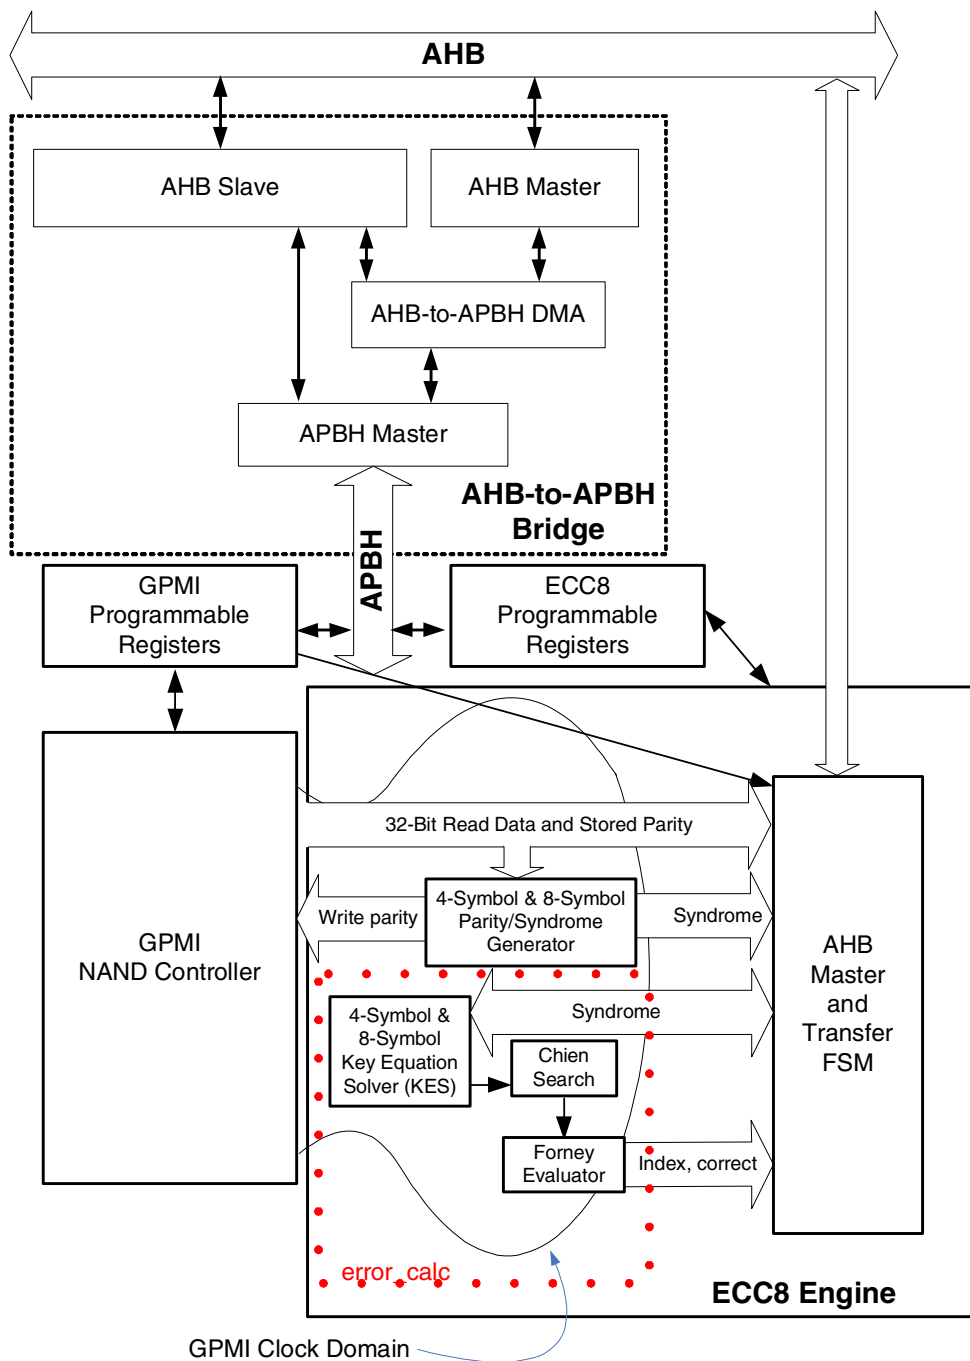 AHB
AHB Slave
AHB Master
AHB-to-APBH DMA
APBH Master
AHB-to-APBH
Bridge
APBH
GPMI
Programmable
Registers
ECC8
Programmable
Registers
32-Bit Read Data and Stored Parity
4-Symbol & 8-Symbol
Parity/Syndrome
Generator
Write parity
Syndrome
GPMI
NAND Controller
AHB
Master
and
Transfer
FSM
Syndrome
4-Symbol &
8-Symbol
Key Equation
Solver (KES)
Chien
Search
Forney
Evaluator
Index, correct
error_calc
ECC8 Engine
GPMI Clock Domain